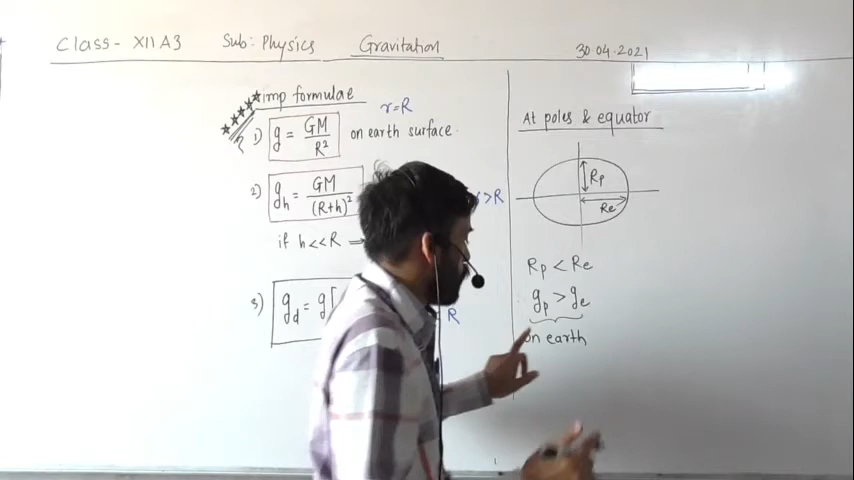 Class- XII A3 Sub: Physics Gravitation 30.04.2021
imp formulae
r=R
1) g = GM/R² on earth surface.
2) g_h = GM/(R+h)²
> R
if h<<R ⇒
3) g_d = g[
R
At poles & equator
Rp
Re
Rp < Re
gp > ge
on earth